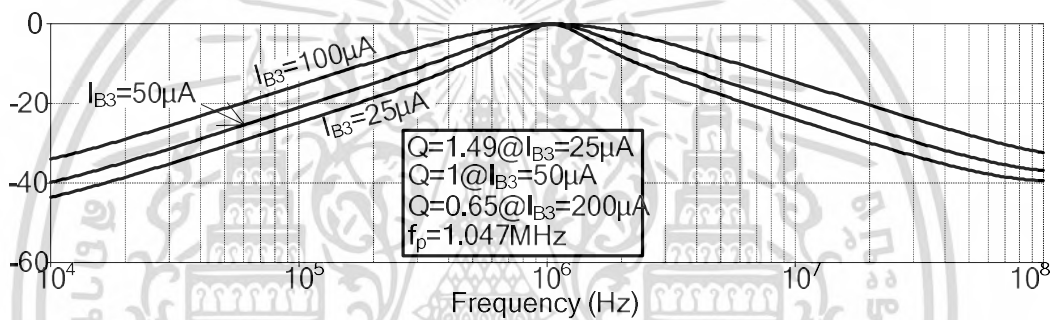 0
-20
-40
-60
I_B3=100µA
I_B3=50µA
I_B3=25µA
Q=1.49@I_B3=25µA
Q=1@I_B3=50µA
Q=0.65@I_B3=200µA
f_p=1.047MHz
10^4
10^5
10^6
10^7
10^8
Frequency (Hz)